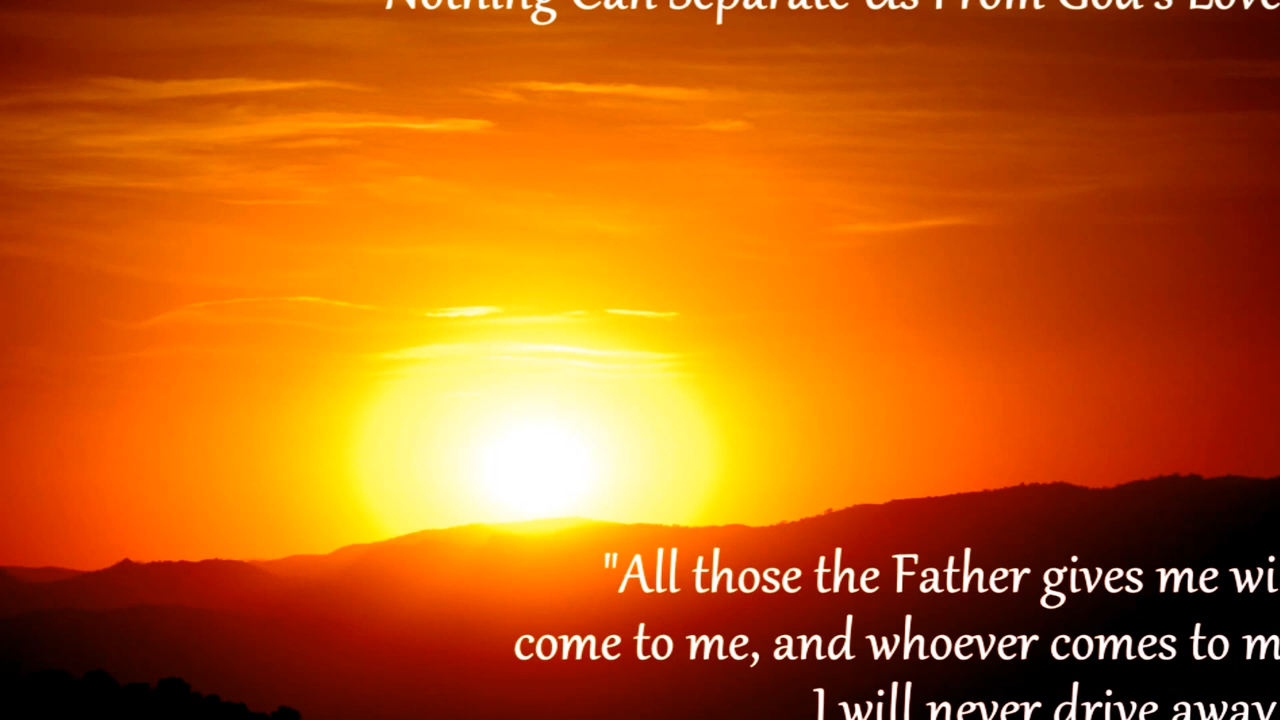 Nothing Can Separate Us From God's Love
"All those the Father gives me wi
come to me, and whoever comes to m
I will never drive away